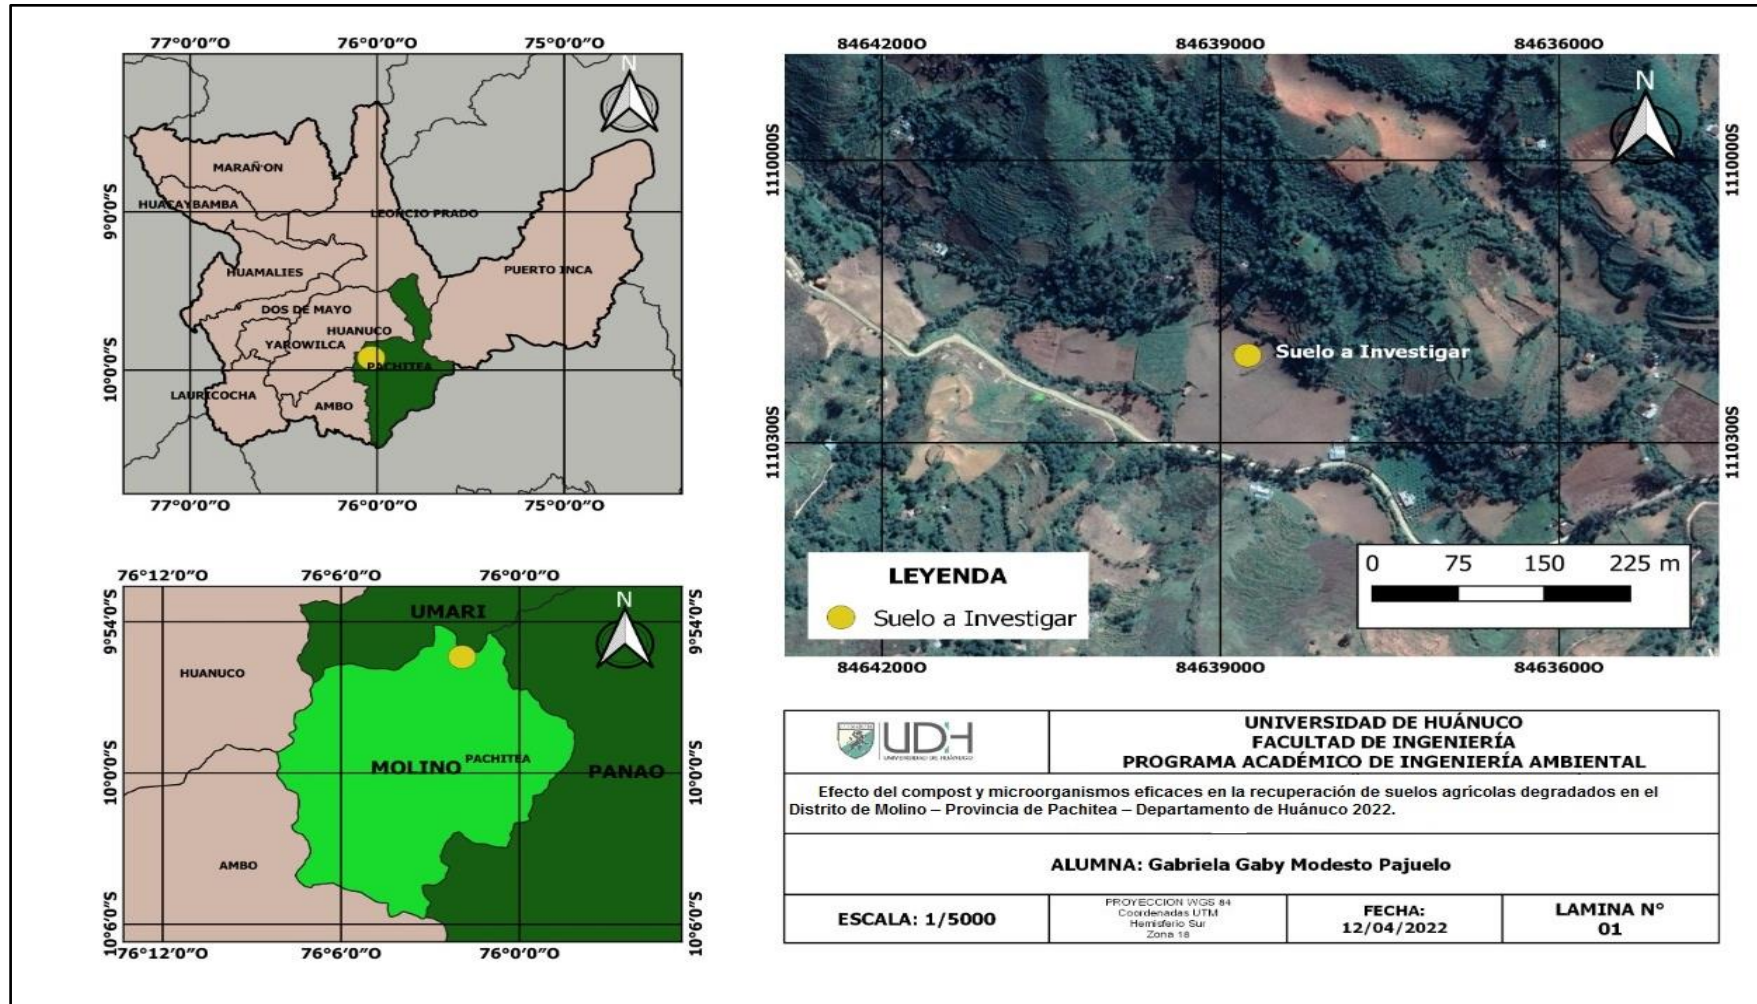 77°0'0"O 76°0'0"O 75°0'0"O
N
MARAÑ'ON
HUACAYBAMBA
LEONCIO PRADO
9°0'0"S
HUAMALIES
PUERTO INCA
DOS DE MAYO
HUANUCO
YAROWILCA
PACHITEA
10°0'0"S
LAURICOCHA
AMBO
77°0'0"O 76°0'0"O 75°0'0"O
76°12'0"O 76°6'0"O 76°0'0"O
N
UMARI
9°54'0"S 9°54'0"S
HUANUCO
MOLINO PACHITEA
PANAO
10°0'0"S 10°0'0"S
AMBO
10°6'0"S 10°6'0"S
76°12'0"O 76°6'0"O 76°0'0"O
8464200O 8463900O 8463600O
N
1110000S 1110000S
Suelo a Investigar
1110300S 1110300S
0 75 150 225 m
LEYENDA
Suelo a Investigar
8464200O 8463900O 8463600O
UDH
UNIVERSIDAD DE HUÁNUCO
UNIVERSIDAD DE HUÁNUCO
FACULTAD DE INGENIERÍA
PROGRAMA ACADÉMICO DE INGENIERÍA AMBIENTAL
Efecto del compost y microorganismos eficaces en la recuperación de suelos agrícolas degradados en el
Distrito de Molino – Provincia de Pachitea – Departamento de Huánuco 2022.
ALUMNA: Gabriela Gaby Modesto Pajuelo
ESCALA: 1/5000
PROYECCION WGS 84
Coordenadas UTM
Hemisferio Sur
Zona 18
FECHA:
12/04/2022
LAMINA N°
01